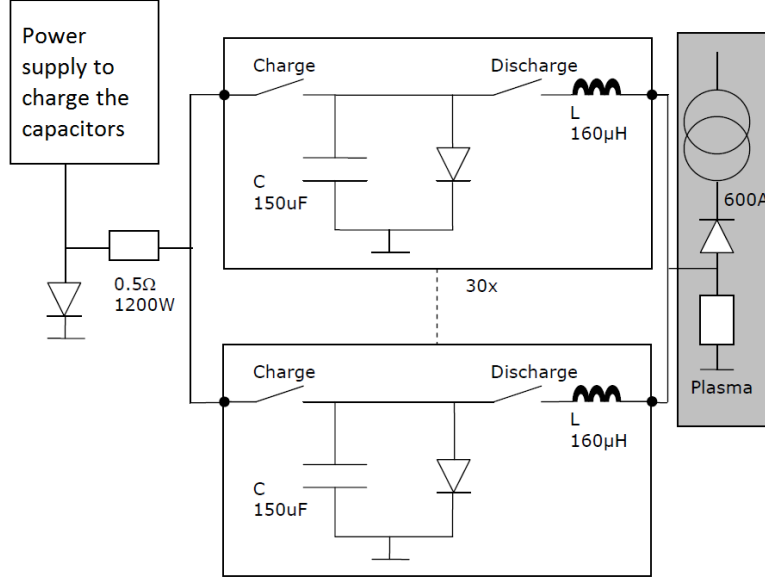 Power
supply to
charge the
capacitors
Charge
Discharge
L
160µH
C
150uF
600A
0.5Ω
1200W
30x
Plasma
Charge
Discharge
L
160µH
C
150uF